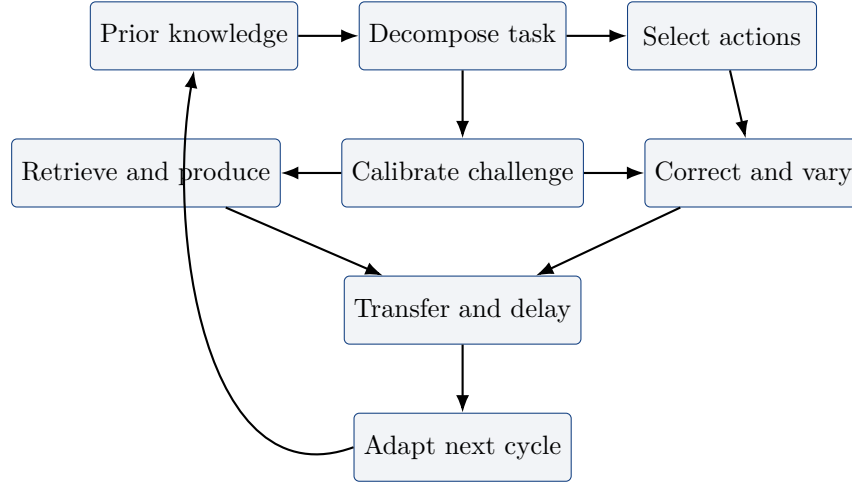 Prior knowledge
Decompose task
Select actions
Retrieve and produce
Calibrate challenge
Correct and vary
Transfer and delay
Adapt next cycle